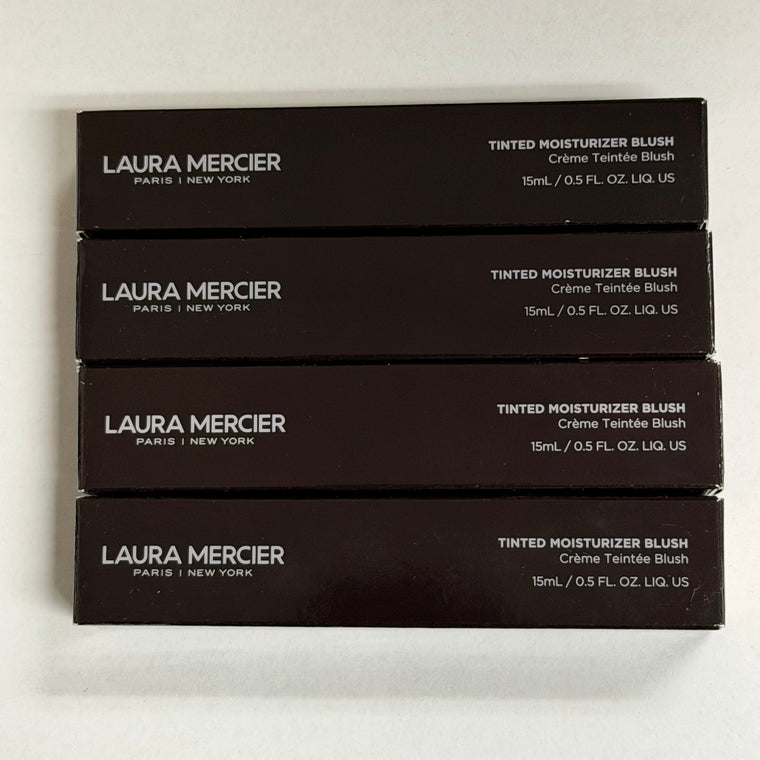 LAURA MERCIER
PARIS | NEW YORK
TINTED MOISTURIZER BLUSH
Crème Teintée Blush
15mL / 0.5 FL. OZ. LIQ. US
LAURA MERCIER
PARIS | NEW YORK
TINTED MOISTURIZER BLUSH
Crème Teintée Blush
15mL / 0.5 FL. OZ. LIQ. US
LAURA MERCIER
PARIS | NEW YORK
TINTED MOISTURIZER BLUSH
Crème Teintée Blush
15mL / 0.5 FL. OZ. LIQ. US
LAURA MERCIER
PARIS | NEW YORK
TINTED MOISTURIZER BLUSH
Crème Teintée Blush
15mL / 0.5 FL. OZ. LIQ. US